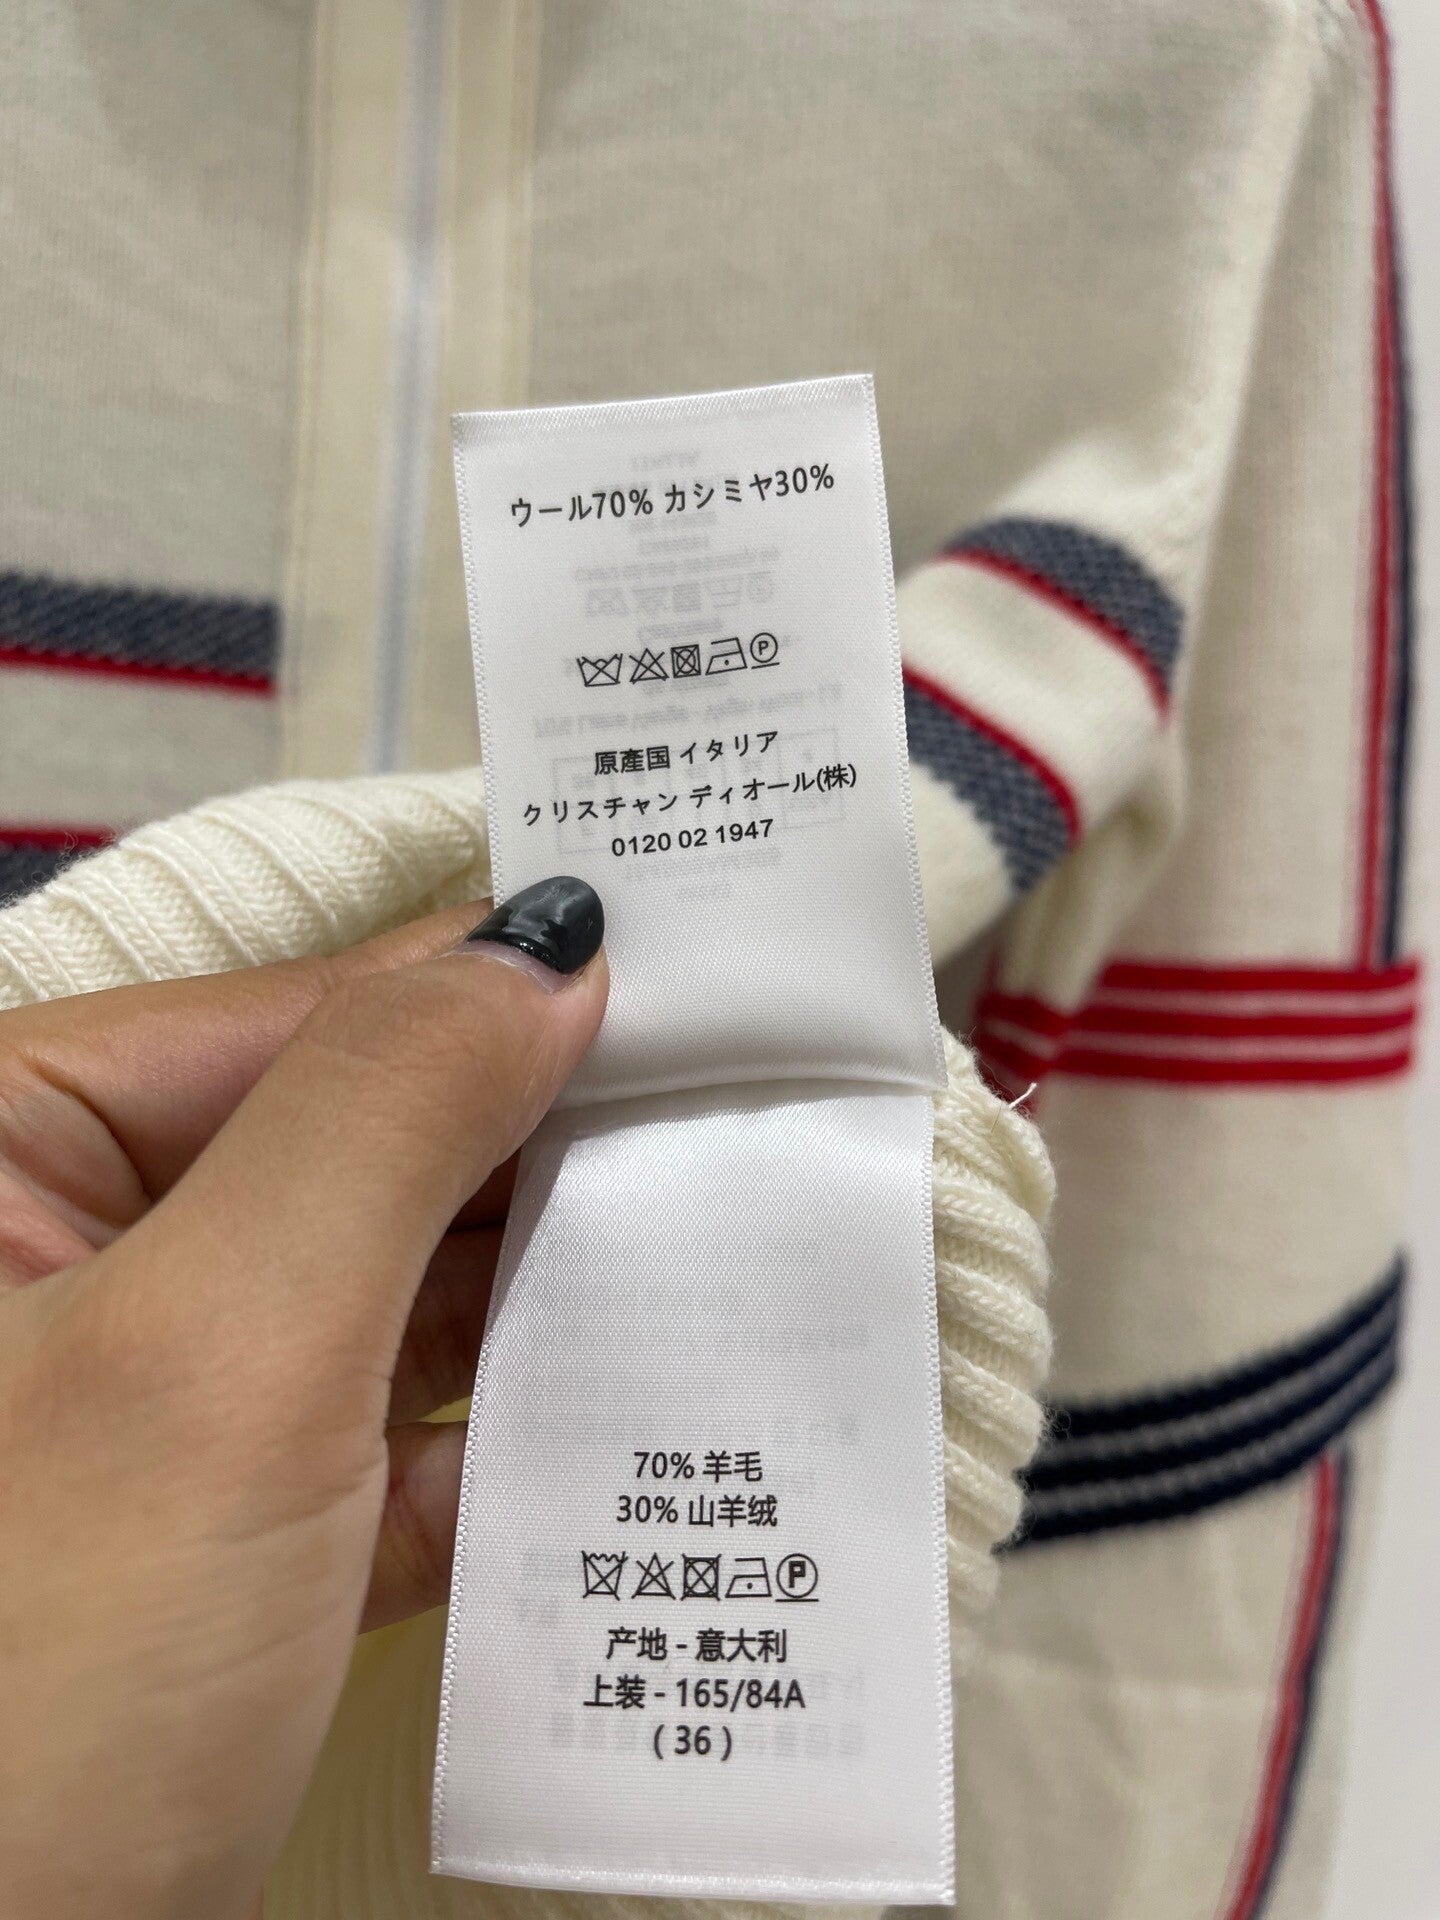 ウール70% カシミヤ30%
P
原產国 イタリア
クリスチャン ディオール(株)
0120 02 1947
70% 羊毛
30% 山羊绒
P
产地 - 意大利
上装 - 165/84A
( 36 )